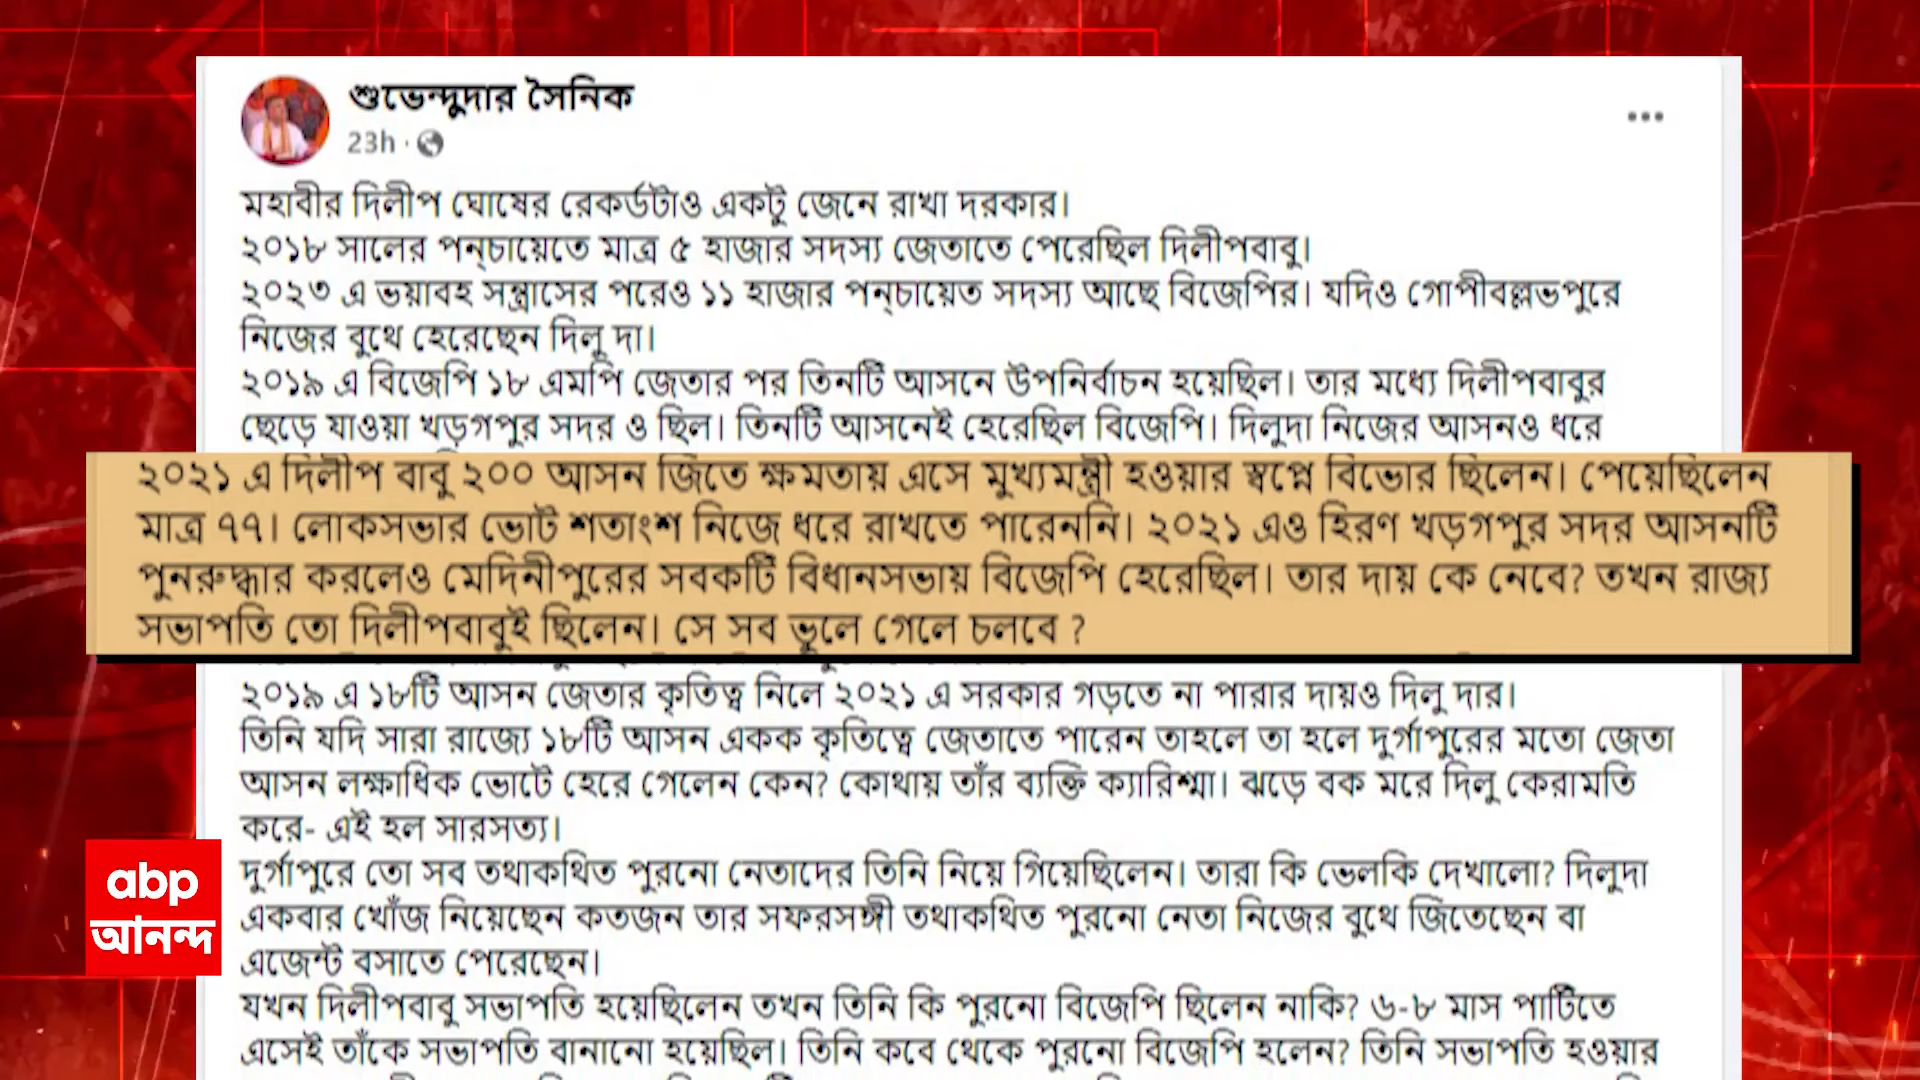 শুভেন্দুদার সৈনিক
23h ·
মহাবীর দিলীপ ঘোষের রেকর্ডটাও একটু জেনে রাখা দরকার।
২০১৮ সালের পন্চায়েতে মাত্র ৫ হাজার সদস্য জেতাতে পেরেছিল দিলীপবাবু।
২০২৩ এ ভয়াবহ সন্ত্রাসের পরেও ১১ হাজার পন্চায়েত সদস্য আছে বিজেপির। যদিও গোপীবল্লভপুরে
নিজের বুথে হেরেছেন দিলু দা।
২০১৯ এ বিজেপি ১৮ এমপি জেতার পর তিনটি আসনে উপনির্বাচন হয়েছিল। তার মধ্যে দিলীপবাবুর
ছেড়ে যাওয়া খড়গপুর সদর ও ছিল। তিনটি আসনেই হেরেছিল বিজেপি। দিলুদা নিজের আসনও ধরে
২০২১ এ দিলীপ বাবু ২০০ আসন জিতে ক্ষমতায় এসে মুখ্যমন্ত্রী হওয়ার স্বপ্নে বিভোর ছিলেন। পেয়েছিলেন
মাত্র ৭৭। লোকসভার ভোট শতাংশ নিজে ধরে রাখতে পারেননি। ২০২১ এও হিরণ খড়গপুর সদর আসনটি
পুনরুদ্ধার করলেও মেদিনীপুরের সবকটি বিধানসভায় বিজেপি হেরেছিল। তার দায় কে নেবে? তখন রাজ্য
সভাপতি তো দিলীপবাবুই ছিলেন। সে সব ভুলে গেলে চলবে ?
২০১৯ এ ১৮টি আসন জেতার কৃতিত্ব নিলে ২০২১ এ সরকার গড়তে না পারার দায়ও দিলু দার।
তিনি যদি সারা রাজ্যে ১৮টি আসন একক কৃতিত্বে জেতাতে পারেন তাহলে তা হলে দুর্গাপুরের মতো জেতা
আসন লক্ষাধিক ভোটে হেরে গেলেন কেন? কোথায় তাঁর ব্যক্তি ক্যারিশ্মা। ঝড়ে বক মরে দিলু কেরামতি
করে- এই হল সারসত্য।
দুর্গাপুরে তো সব তথাকথিত পুরনো নেতাদের তিনি নিয়ে গিয়েছিলেন। তারা কি ভেলকি দেখালো? দিলুদা
একবার খোঁজ নিয়েছেন কতজন তার সফরসঙ্গী তথাকথিত পুরনো নেতা নিজের বুথে জিতেছেন বা
এজেন্ট বসাতে পেরেছেন।
যখন দিলীপবাবু সভাপতি হয়েছিলেন তখন তিনি কি পুরনো বিজেপি ছিলেন নাকি? ৬-৮ মাস পার্টিতে
এসেই তাঁকে সভাপতি বানানো হয়েছিল। তিনি কবে থেকে পুরনো বিজেপি হলেন? তিনি সভাপতি হওয়ার
abp
আনন্দ